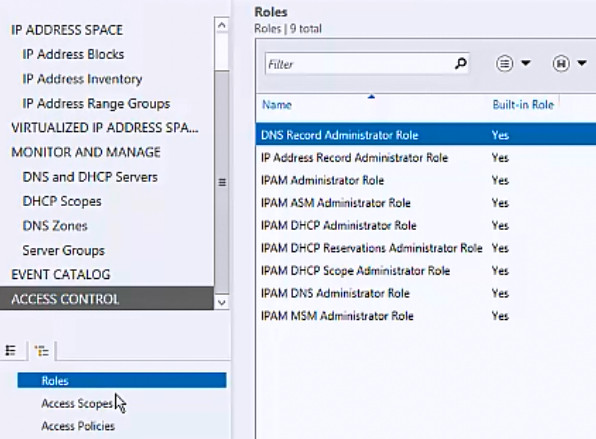 IP ADDRESS SPACE
IP Address Blocks
IP Address Inventory
IP Address Range Groups
VIRTUALIZED IP ADDRESS SPA...
MONITOR AND MANAGE
DNS and DHCP Servers
DHCP Scopes
DNS Zones
Server Groups
EVENT CATALOG
ACCESS CONTROL
Roles
Access Scopes
Access Policies
Roles
Roles | 9 total
Filter
Name Built-in Role
DNS Record Administrator Role Yes
IP Address Record Administrator Role Yes
IPAM Administrator Role Yes
IPAM ASM Administrator Role Yes
IPAM DHCP Administrator Role Yes
IPAM DHCP Reservations Administrator Role Yes
IPAM DHCP Scope Administrator Role Yes
IPAM DNS Administrator Role Yes
IPAM MSM Administrator Role Yes